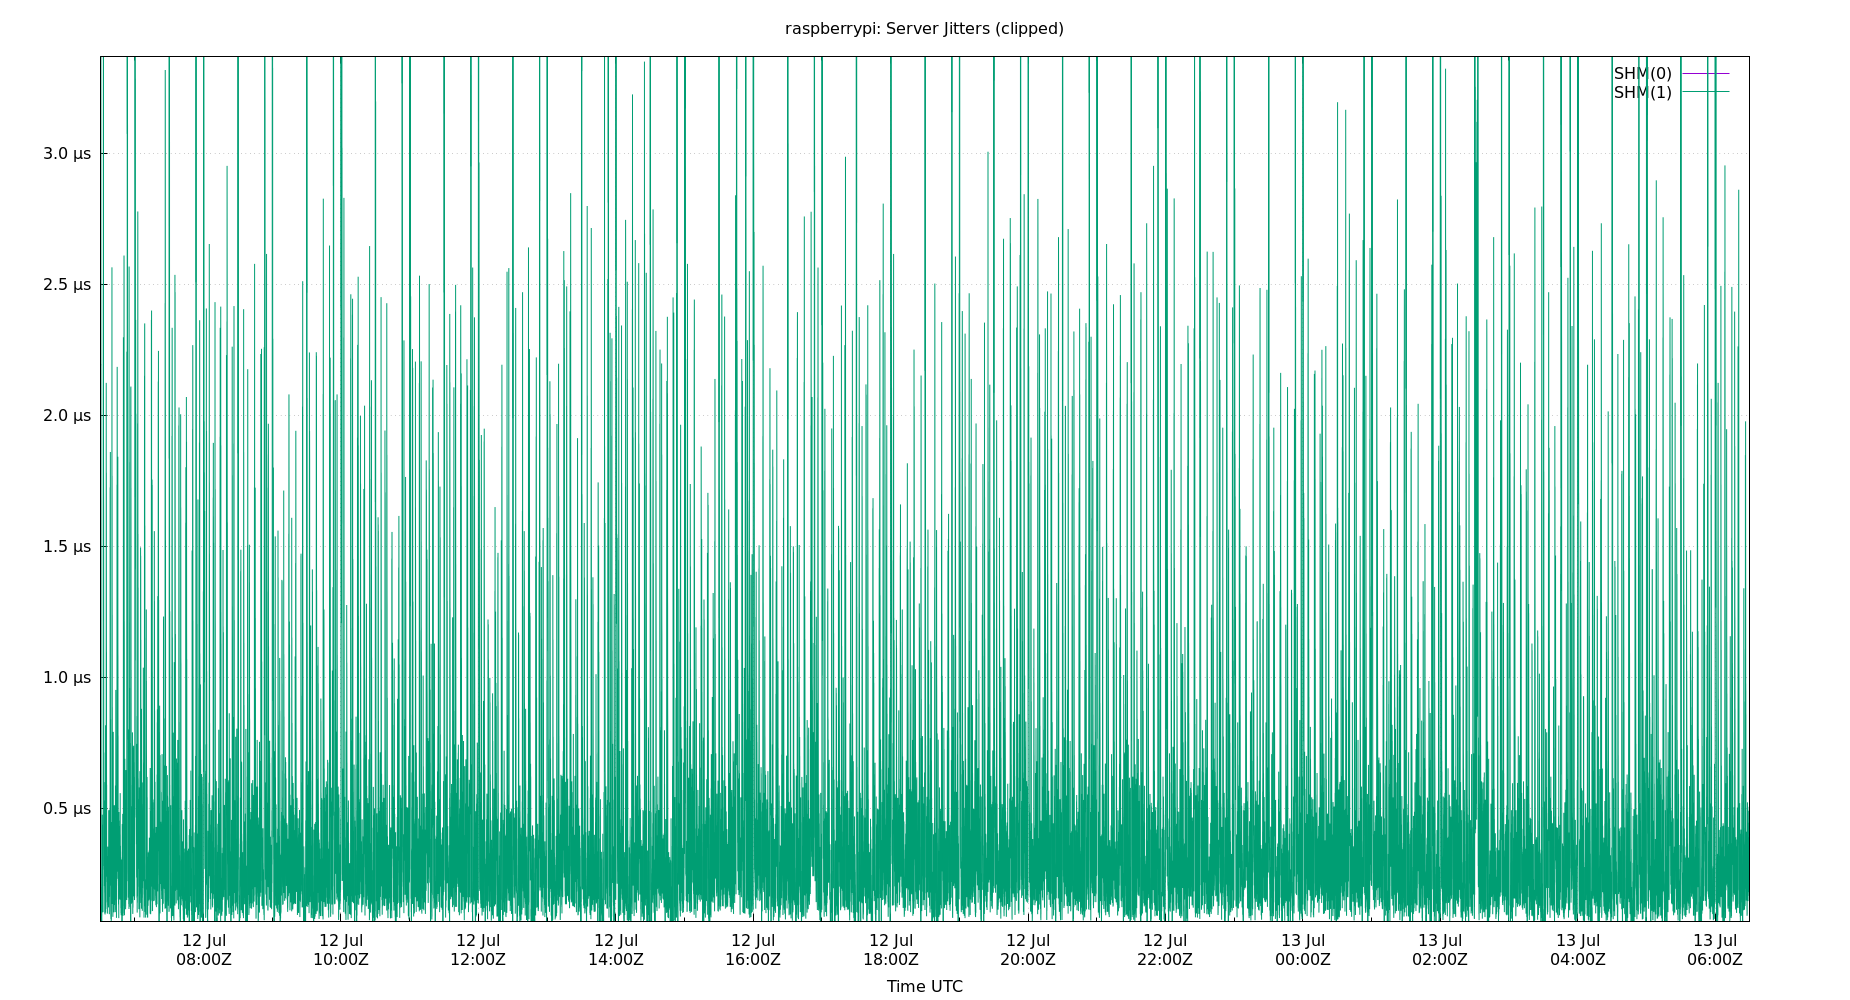 raspberrypi: Server Jitters (clipped)
SHM(0)
SHM(1)
3.0 µs
2.5 µs
2.0 µs
1.5 µs
1.0 µs
0.5 µs
12 Jul 12 Jul 12 Jul 12 Jul 12 Jul 12 Jul 12 Jul 12 Jul 13 Jul 13 Jul 13 Jul 13 Jul
08:00Z 10:00Z 12:00Z 14:00Z 16:00Z 18:00Z 20:00Z 22:00Z 00:00Z 02:00Z 04:00Z 06:00Z
Time UTC